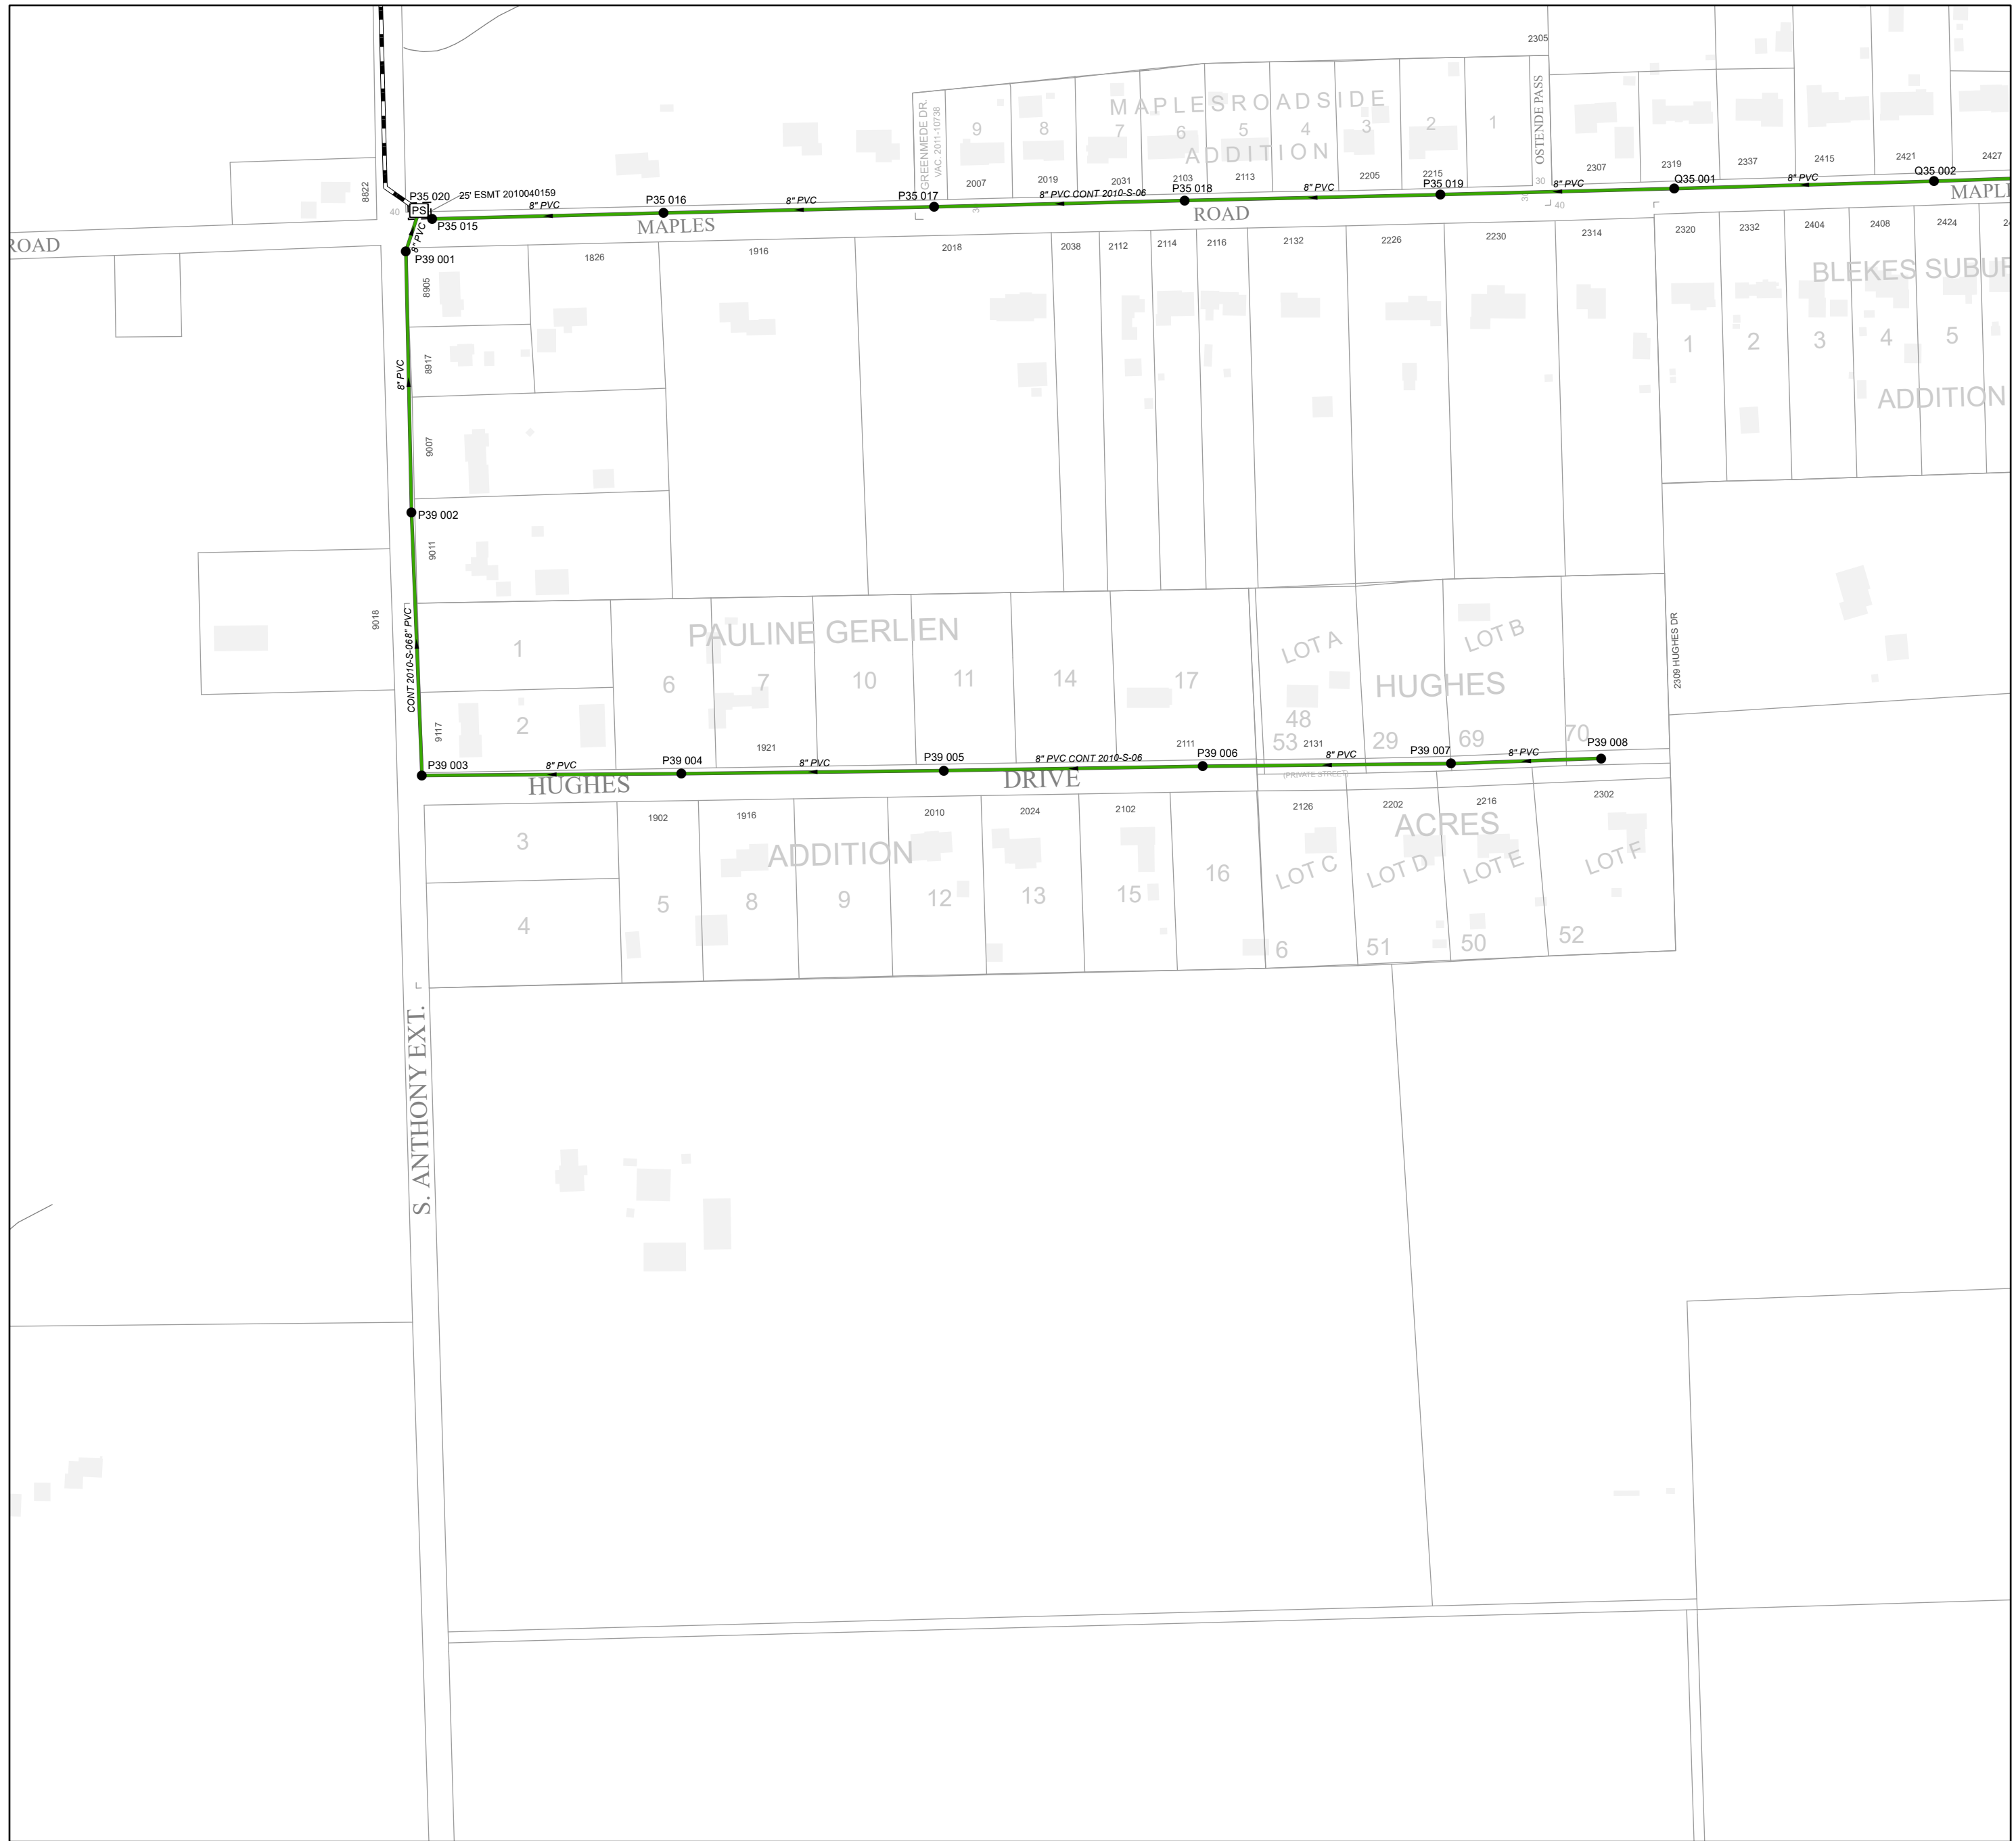 2305
MAPLESROADSIDE
ADDITION
GREENMEDE DR.
VAC. 2011-10738
9
8
7
6
5
4
3
2
1
OSTENDE PASS
2007
2019
2031
2103
2113
2205
2215
30
2307
2319
2337
2415
2421
2427
8822
40
P35 020
PS
25' ESMT 2010040159
8" PVC
P35 015
8" PVC
P35 016
8" PVC
P35 017
8" PVC CONT 2010-S-06
P35 018
8" PVC
P35 019
8" PVC
40
Q35 001
8" PVC
Q35 002
ROAD
MAPLES
ROAD
MAPL
P39 001
8905
1826
1916
2018
2038
2112
2114
2116
2132
2226
2230
2314
2320
2332
2404
2408
2424
BLEKES SUBUR
1
2
3
4
5
ADDITION
8917
8" PVC
9007
P39 002
9011
9018
CONT 2010-S-068" PVC
9117
1
2
PAULINE GERLIEN
6
7
10
11
14
17
LOT A
LOT B
HUGHES
48
53
29
69
70
2309 HUGHES DR
1921
2111
2131
P39 003
8" PVC
P39 004
8" PVC
P39 005
8" PVC CONT 2010-S-06
P39 006
8" PVC
P39 007
8" PVC
P39 008
HUGHES
DRIVE
(PRIVATE STREET)
1902
1916
2010
2024
2102
2126
2202
2216
2302
3
4
5
8
9
12
13
15
16
ADDITION
ACRES
LOT C
LOT D
LOT E
LOT F
6
51
50
52
S. ANTHONY EXT.